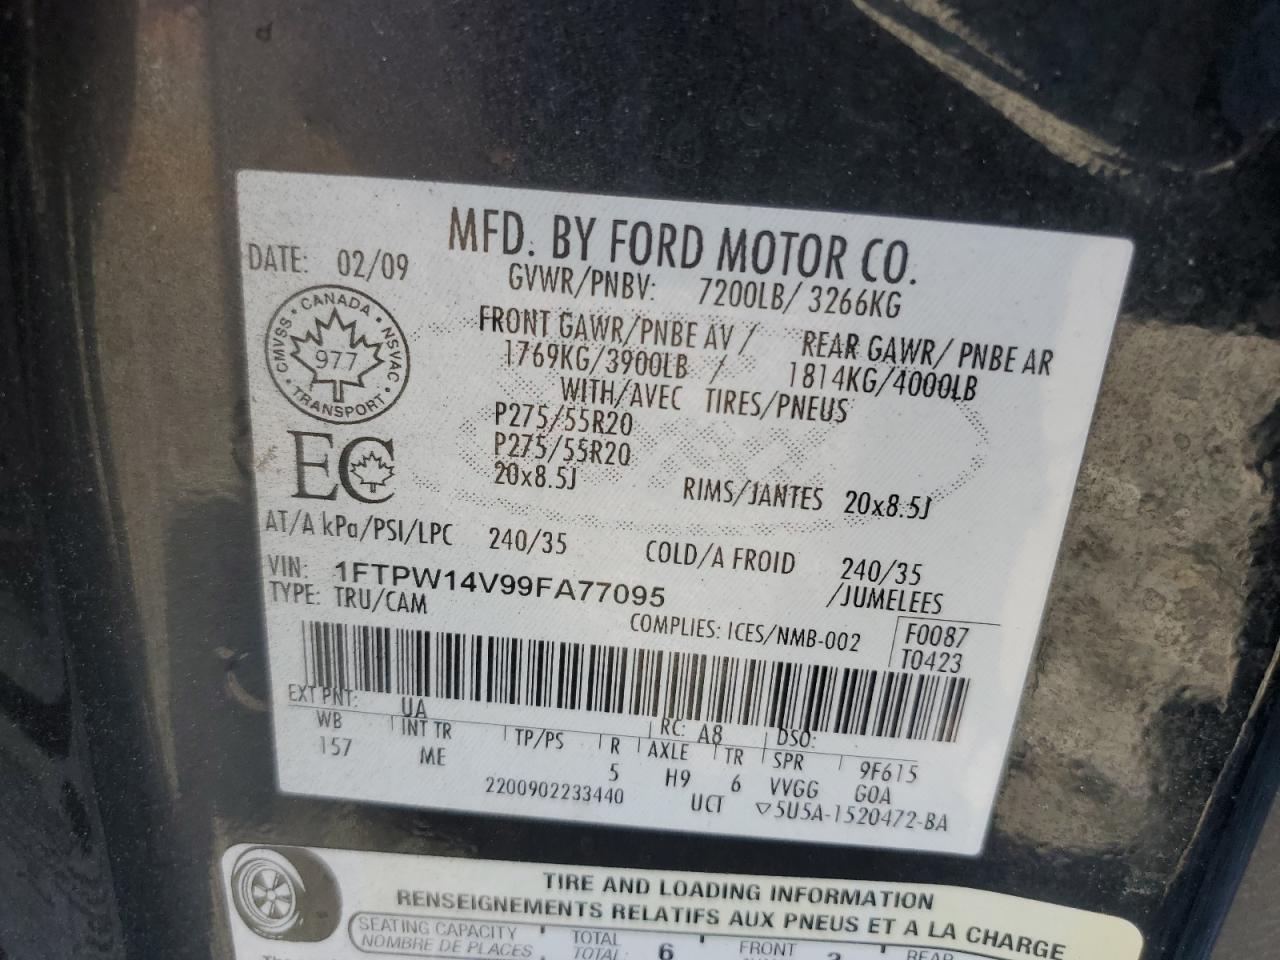 MFD. BY FORD MOTOR CO.
DATE: 02/09
GVWR/PNBV: 7200LB/ 3266KG
CMVSS • CANADA • NSVAC • TRANSPORT •
977
FRONT GAWR/PNBE AV / REAR GAWR/ PNBE AR
1769KG/3900LB / 1814KG/4000LB
WITH/AVEC TIRES/PNEUS
P275/55R20
P275/55R20
EC
20x8.5J RIMS/JANTES 20x8.5J
AT/A kPa/PSI/LPC 240/35 COLD/A FROID 240/35
VIN: 1FTPW14V99FA77095 /JUMELEES
TYPE: TRU/CAM
COMPLIES: ICES/NMB-002 F0087
T0423
EXT PNT: UA RC: A8 DSO:
WB INT TR TP/PS R AXLE TR SPR 9F615
157 ME 5 H9 6 VVGG GOA
2200902233440 UCT ▽5U5A-1520472-BA
TIRE AND LOADING INFORMATION
RENSEIGNEMENTS RELATIFS AUX PNEUS ET A LA CHARGE
SEATING CAPACITY TOTAL 6 FRONT REAR
NOMBRE DE PLACES TOTAL: